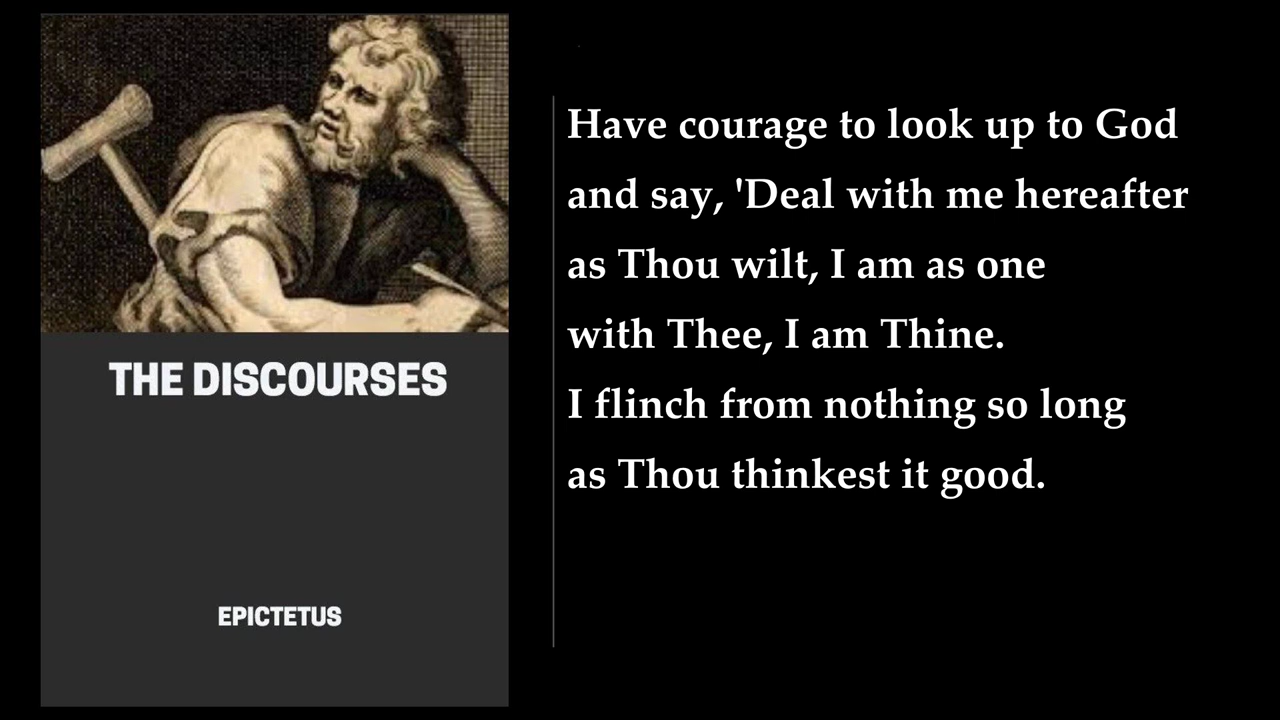 THE DISCOURSES
EPICTETUS
Have courage to look up to God
and say, 'Deal with me hereafter
as Thou wilt, I am as one
with Thee, I am Thine.
I flinch from nothing so long
as Thou thinkest it good.